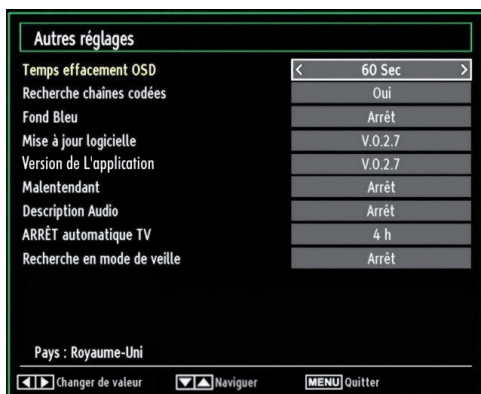 Autres réglages
Temps effacement OSD < 60 Sec >
Recherche chaînes codées Oui
Fond Bleu Arrêt
Mise à jour logicielle V.0.2.7
Version de L'application V.0.2.7
Malentendant Arrêt
Description Audio Arrêt
ARRÊT automatique TV 4 h
Recherche en mode de veille Arrêt
Pays : Royaume-Uni
Changer de valeur Naviguer MENU Quitter